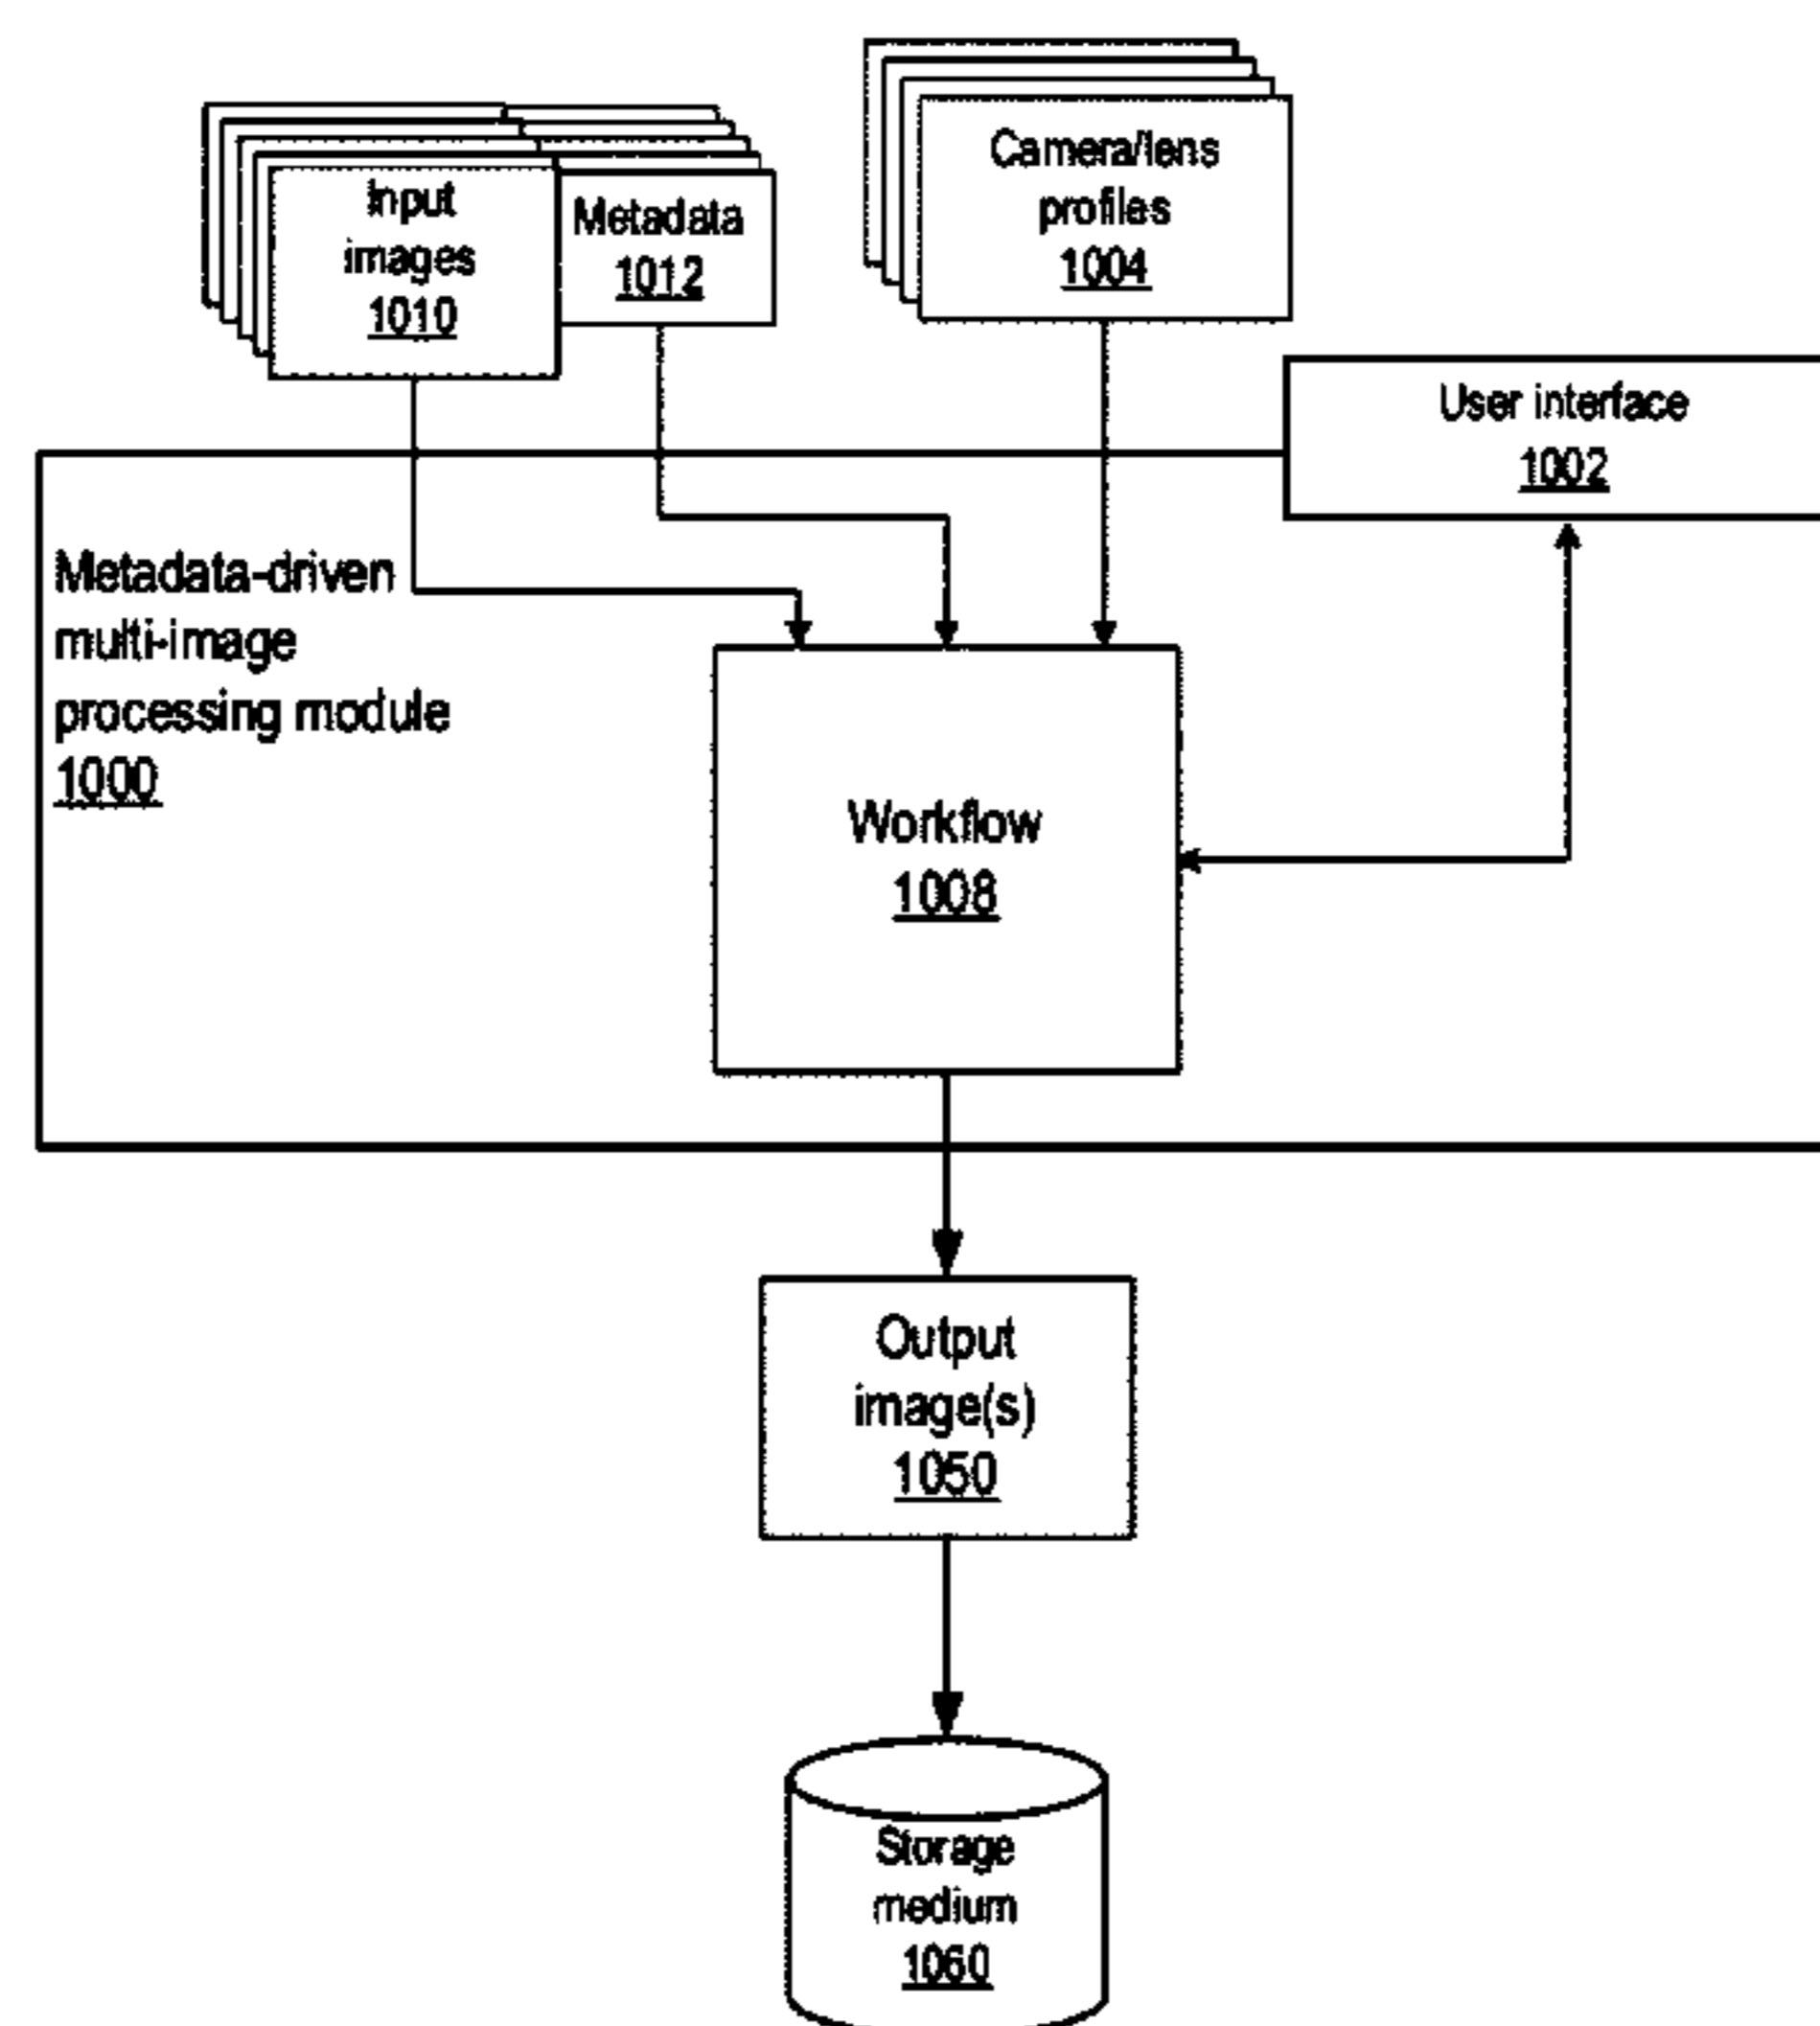 Input
images
1010
Metadata
1012
Camera/lens
profiles
1004
User interface
1002
Metadata-driven
multi-image
processing module
1000
Workflow
1008
Output
image(s)
1050
Storage
medium
1060